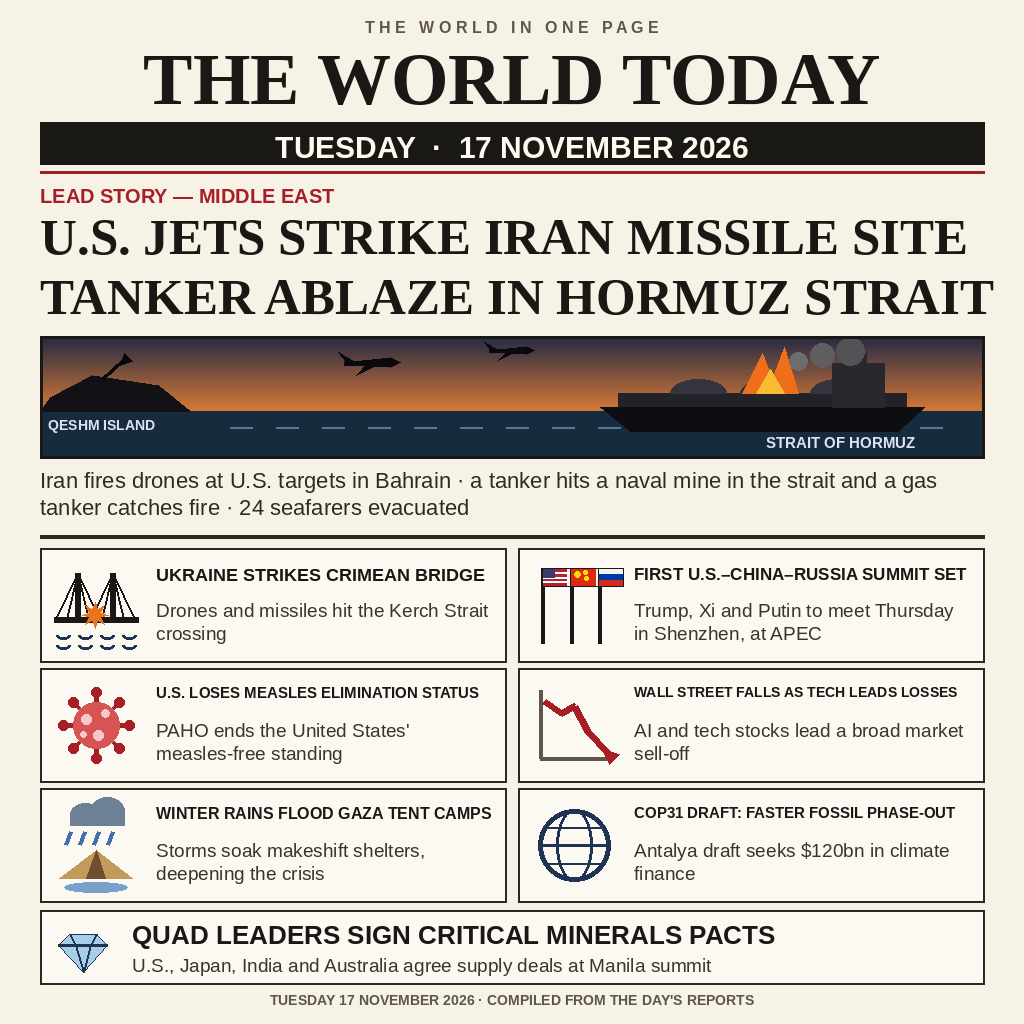 THE WORLD IN ONE PAGE
THE WORLD TODAY
TUESDAY · 17 NOVEMBER 2026
LEAD STORY — MIDDLE EAST
U.S. JETS STRIKE IRAN MISSILE SITE
TANKER ABLAZE IN HORMUZ STRAIT
QESHM ISLAND
STRAIT OF HORMUZ
Iran fires drones at U.S. targets in Bahrain · a tanker hits a naval mine in the strait and a gas
tanker catches fire · 24 seafarers evacuated
UKRAINE STRIKES CRIMEAN BRIDGE
Drones and missiles hit the Kerch Strait
crossing
FIRST U.S.–CHINA–RUSSIA SUMMIT SET
Trump, Xi and Putin to meet Thursday
in Shenzhen, at APEC
U.S. LOSES MEASLES ELIMINATION STATUS
PAHO ends the United States'
measles-free standing
WALL STREET FALLS AS TECH LEADS LOSSES
AI and tech stocks lead a broad market
sell-off
WINTER RAINS FLOOD GAZA TENT CAMPS
Storms soak makeshift shelters,
deepening the crisis
COP31 DRAFT: FASTER FOSSIL PHASE-OUT
Antalya draft seeks $120bn in climate
finance
QUAD LEADERS SIGN CRITICAL MINERALS PACTS
U.S., Japan, India and Australia agree supply deals at Manila summit
TUESDAY 17 NOVEMBER 2026 · COMPILED FROM THE DAY'S REPORTS